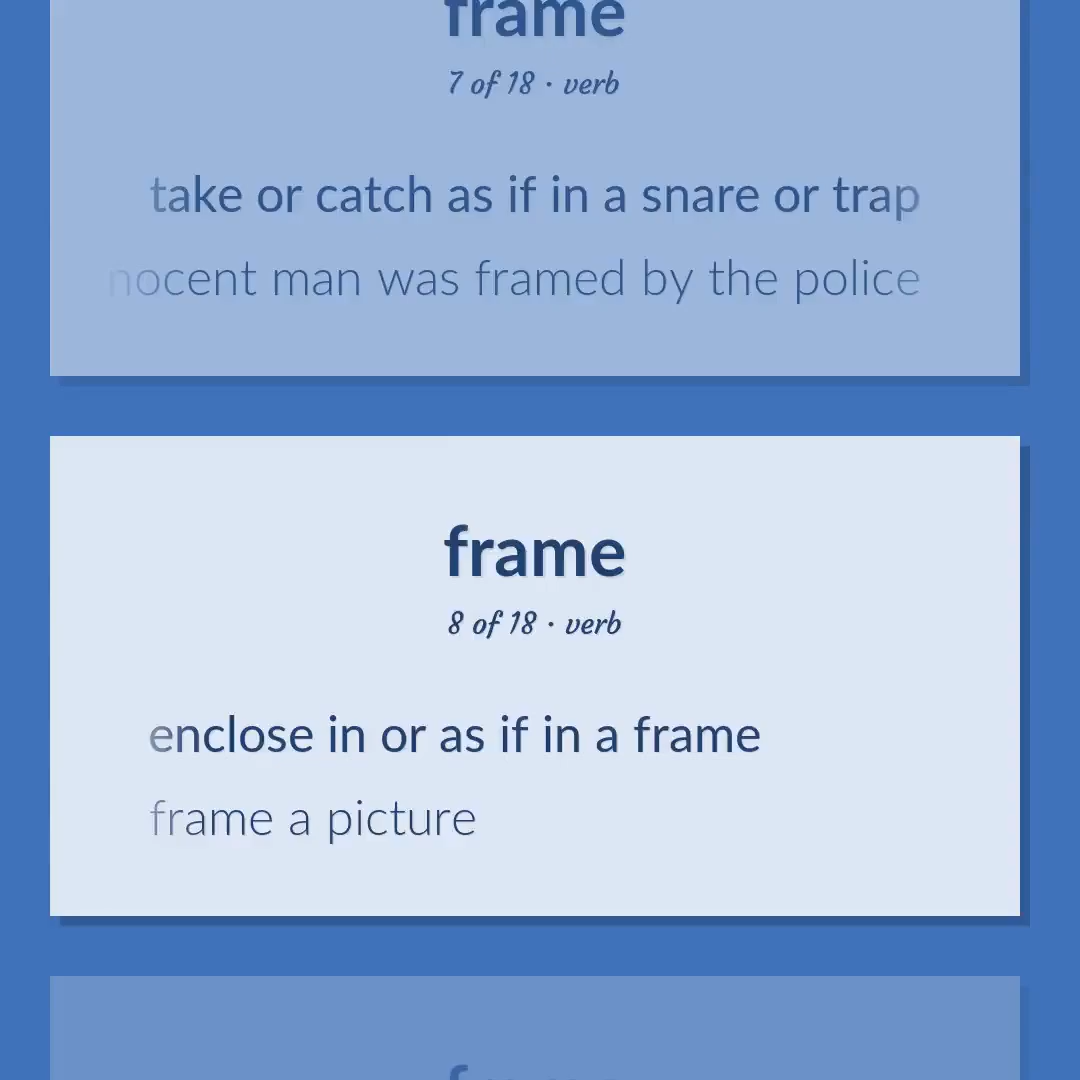 frame
7 of 18 · verb
take or catch as if in a snare or trap
nocent man was framed by the police
frame
8 of 18 · verb
enclose in or as if in a frame
frame a picture